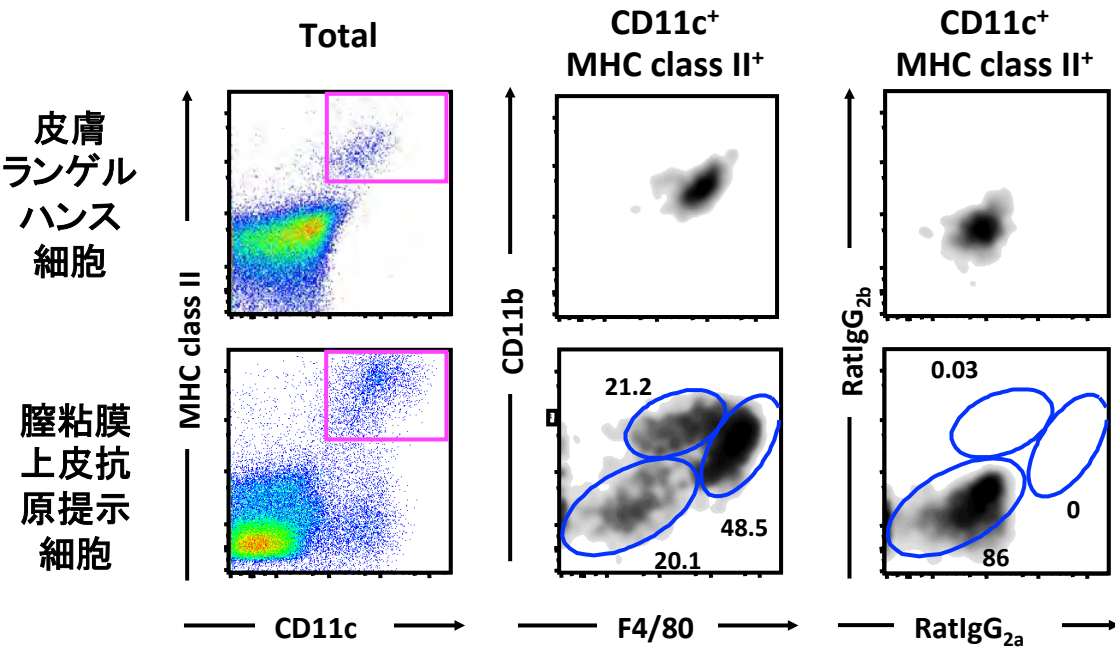 Total
CD11c+
MHC class II+
CD11c+
MHC class II+
皮膚
ランゲル
ハンス
細胞
膣粘膜
上皮抗
原提示
細胞
MHC class II
CD11b
RatIgG2b
21.2
48.5
20.1
0.03
0
86
CD11c
F4/80
RatIgG2a